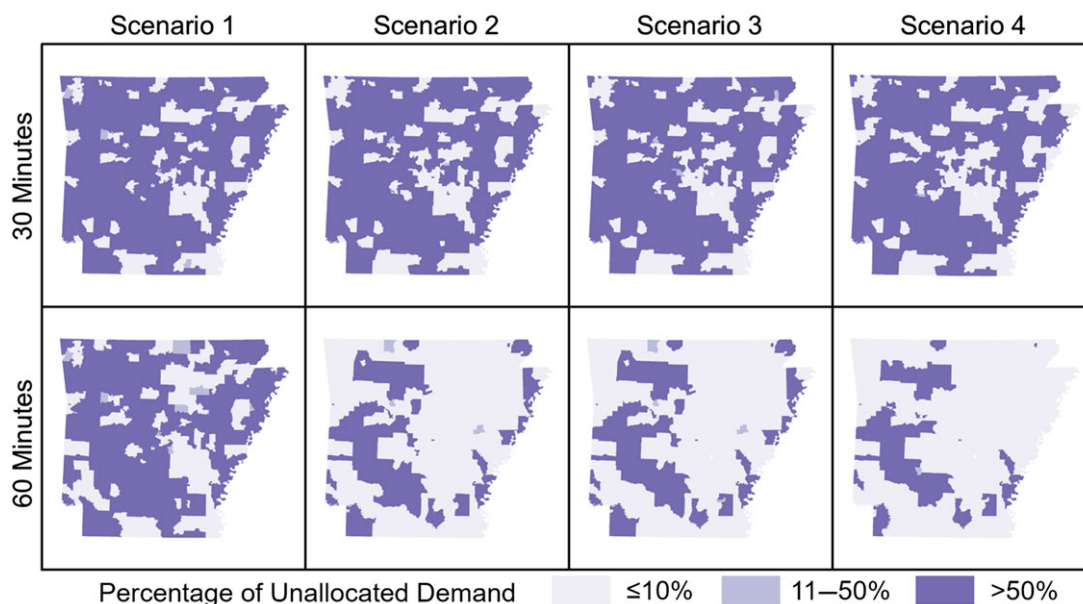 Scenario 1
Scenario 2
Scenario 3
Scenario 4
30 Minutes
60 Minutes
Percentage of Unallocated Demand ≤10% 11—50% >50%